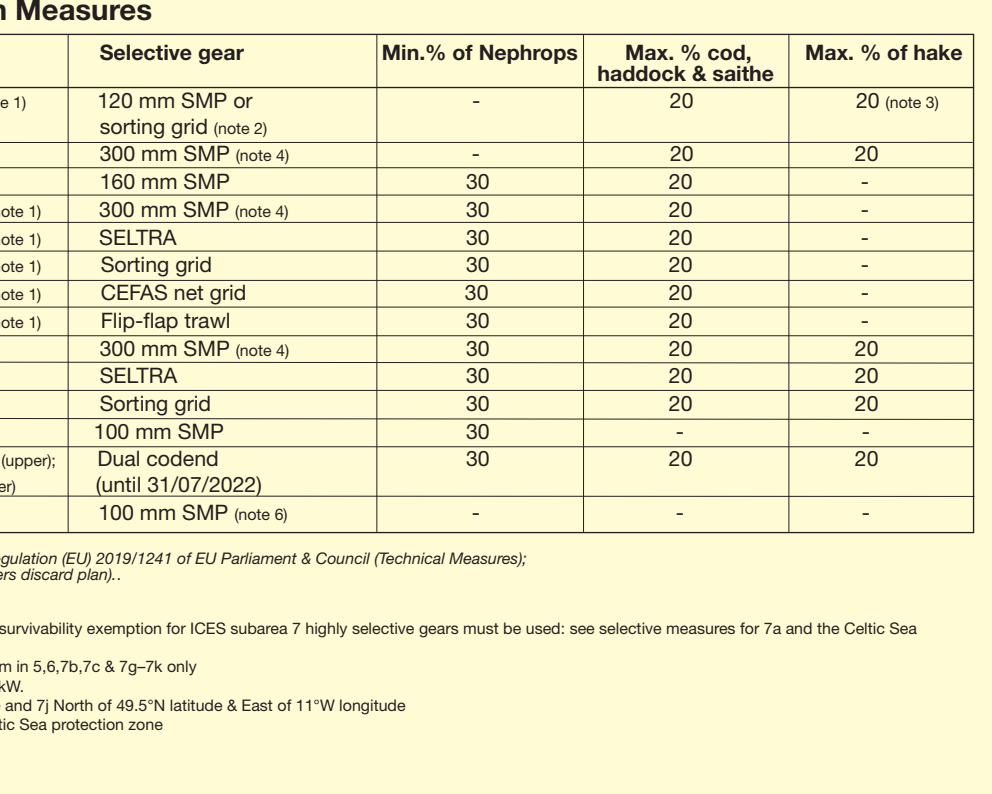 n Measures
Selective gear Min.% of Nephrops Max. % cod, Max. % of hake
haddock & saithe
e 1) 120 mm SMP or - 20 20 (note 3)
sorting grid (note 2)
300 mm SMP (note 4) - 20 20
160 mm SMP 30 20 -
ote 1) 300 mm SMP (note 4) 30 20 -
ote 1) SELTRA 30 20 -
ote 1) Sorting grid 30 20 -
ote 1) CEFAS net grid 30 20 -
ote 1) Flip-flap trawl 30 20 -
300 mm SMP (note 4) 30 20 20
SELTRA 30 20 20
Sorting grid 30 20 20
100 mm SMP 30 - -
(upper); Dual codend 30 20 20
er) (until 31/07/2022)
100 mm SMP (note 6) - - -
egulation (EU) 2019/1241 of EU Parliament & Council (Technical Measures);
ers discard plan)..
survivability exemption for ICES subarea 7 highly selective gears must be used: see selective measures for 7a and the Celtic Sea
m in 5,6,7b,7c & 7g–7k only
kW.
and 7j North of 49.5°N latitude & East of 11°W longitude
tic Sea protection zone